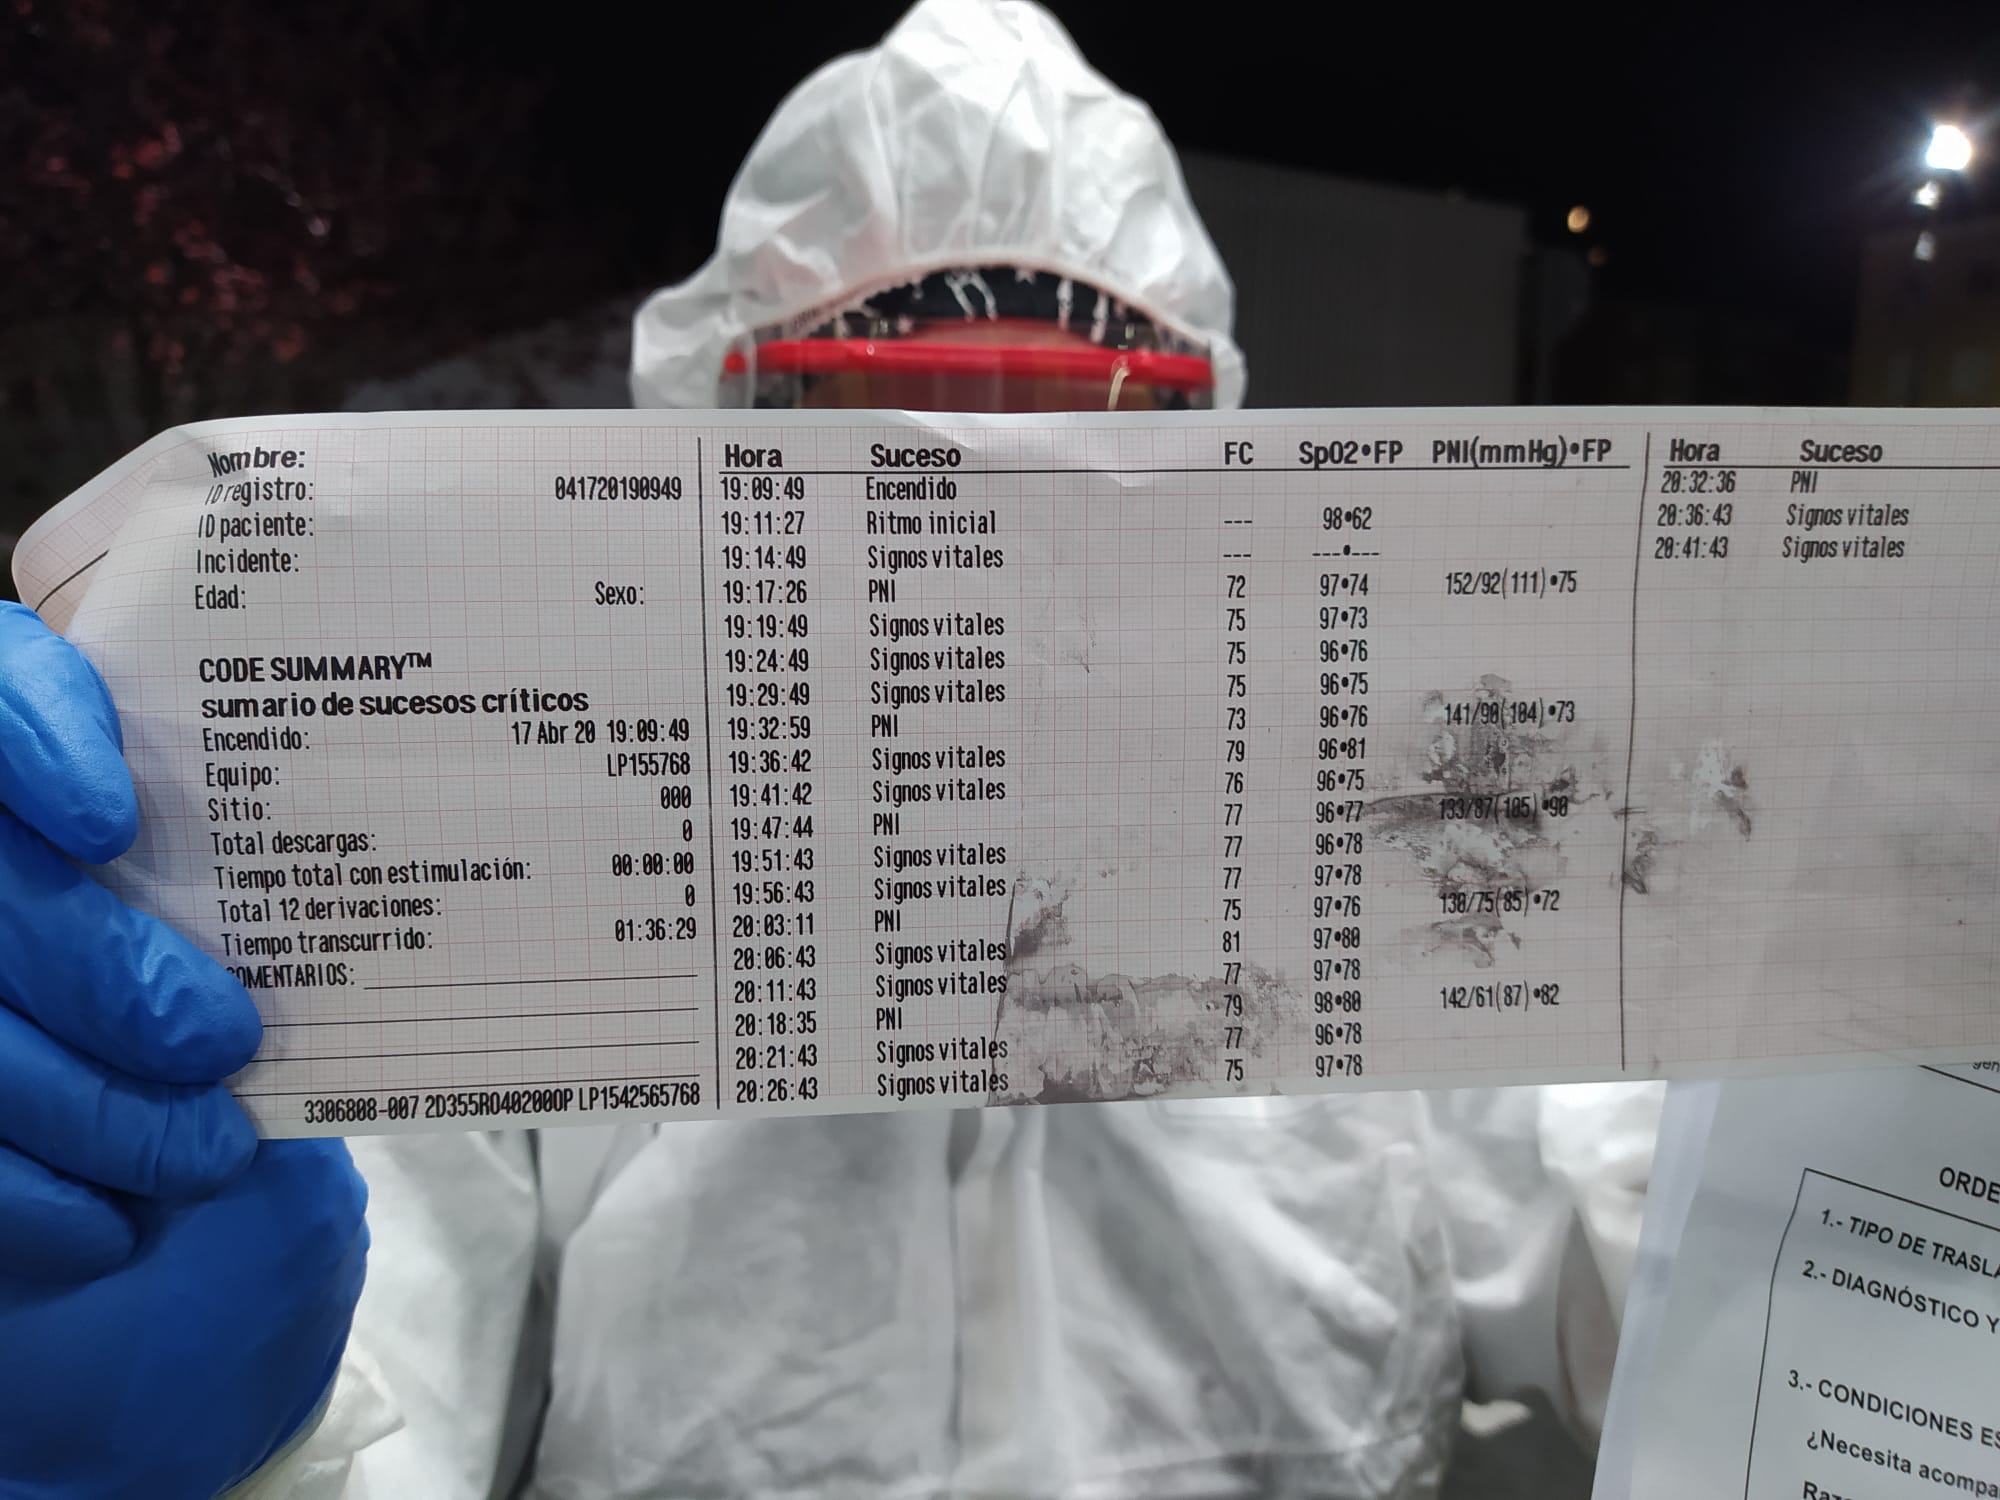 Nombre:
ID registro: 041720190949
ID paciente:
Incidente:
Edad: Sexo:
CODE SUMMARY™
sumario de sucesos críticos
Encendido: 17 Abr 20 19:09:49
Equipo: LP155768
Sitio: 000
Total descargas: 0
Tiempo total con estimulación: 00:00:00
Total 12 derivaciones: 0
Tiempo transcurrido: 01:36:29
COMENTARIOS:
3306808-007 2D355RO402000P LP1542565768
Hora Suceso FC SpO2•FP PNI(mmHg)•FP
19:09:49 Encendido
19:11:27 Ritmo inicial --- 98•62
19:14:49 Signos vitales --- ---•---
19:17:26 PNI 72 97•74 152/92(111)•75
19:19:49 Signos vitales 75 97•73
19:24:49 Signos vitales 75 96•76
19:29:49 Signos vitales 75 96•75
19:32:59 PNI 73 96•76 141/90(104)•73
19:36:42 Signos vitales 79 96•81
19:41:42 Signos vitales 76 96•75
19:47:44 PNI 77 96•77 133/87(105)•90
19:51:43 Signos vitales 77 96•78
19:56:43 Signos vitales 77 97•78
20:03:11 PNI 75 97•76 130/75(85)•72
20:06:43 Signos vitales 81 97•80
20:11:43 Signos vitales 77 97•78
20:18:35 PNI 79 98•80 142/61(87)•82
20:21:43 Signos vitales 77 96•78
20:26:43 Signos vitales 75 97•78
Hora Suceso
20:32:36 PNI
20:36:43 Signos vitales
20:41:43 Signos vitales
ORDE
1.- TIPO DE TRASLA
2.- DIAGNÓSTICO Y
3.- CONDICIONES ES
¿Necesita acompa